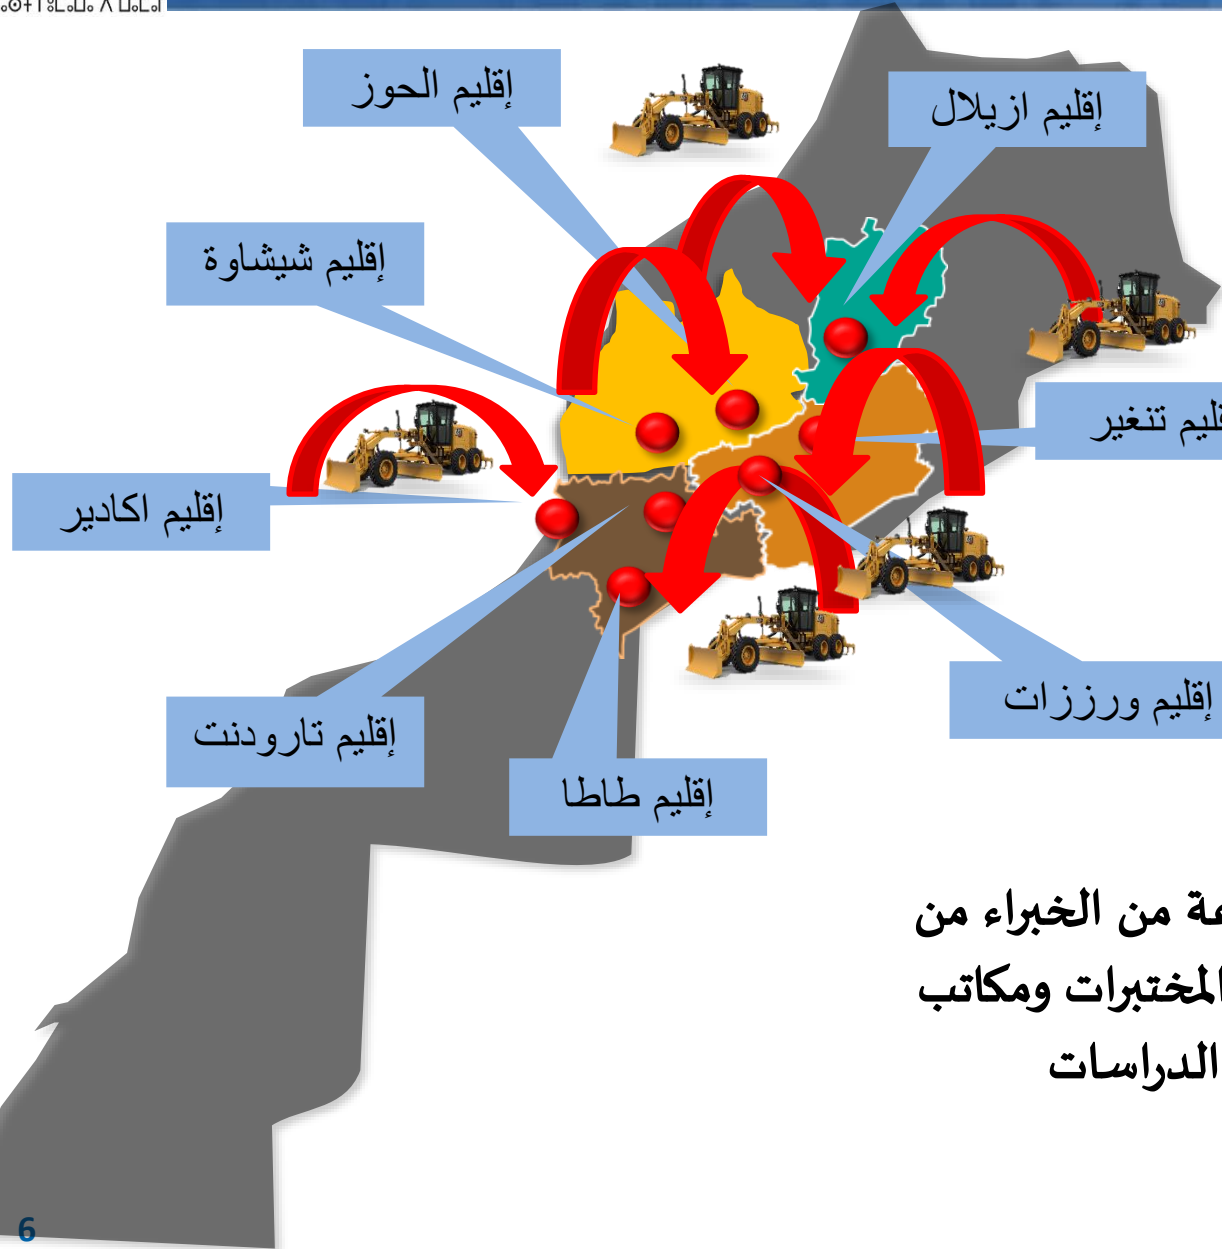 إقليم الحوز
إقليم ازيلال
إقليم شيشاوة
إقليم تنغير
إقليم اكادير
إقليم ورززات
إقليم تارودنت
إقليم طاطا
من الخبراء من
المختبرات ومكاتب
الدراسات
6